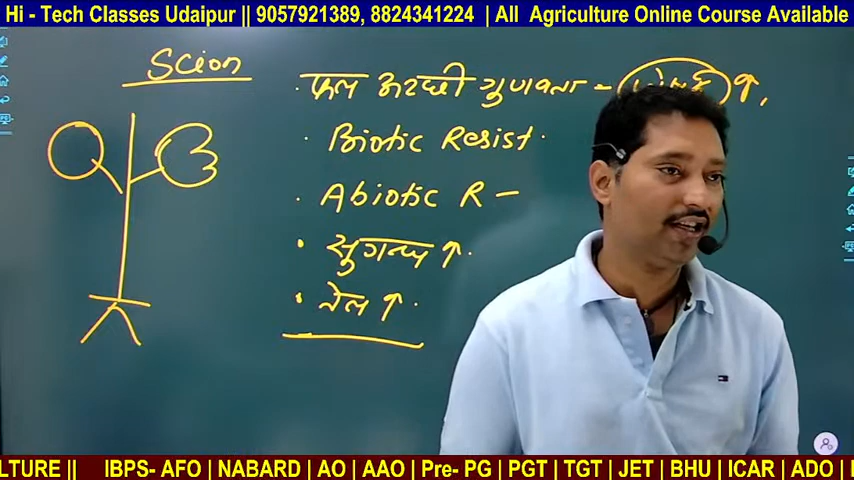 Hi - Tech Classes Udaipur || 9057921389, 8824341224 | All Agriculture Online Course Available
Scion
· फल अच्छी गुणवत्ता -
· Biotic Resist ·
· Abiotic R -
· सुगन्ध ↑ ·
· तेल ↑ ·
LTURE || IBPS- AFO | NABARD | AO | AAO | Pre- PG | PGT | TGT | JET | BHU | ICAR | ADO |